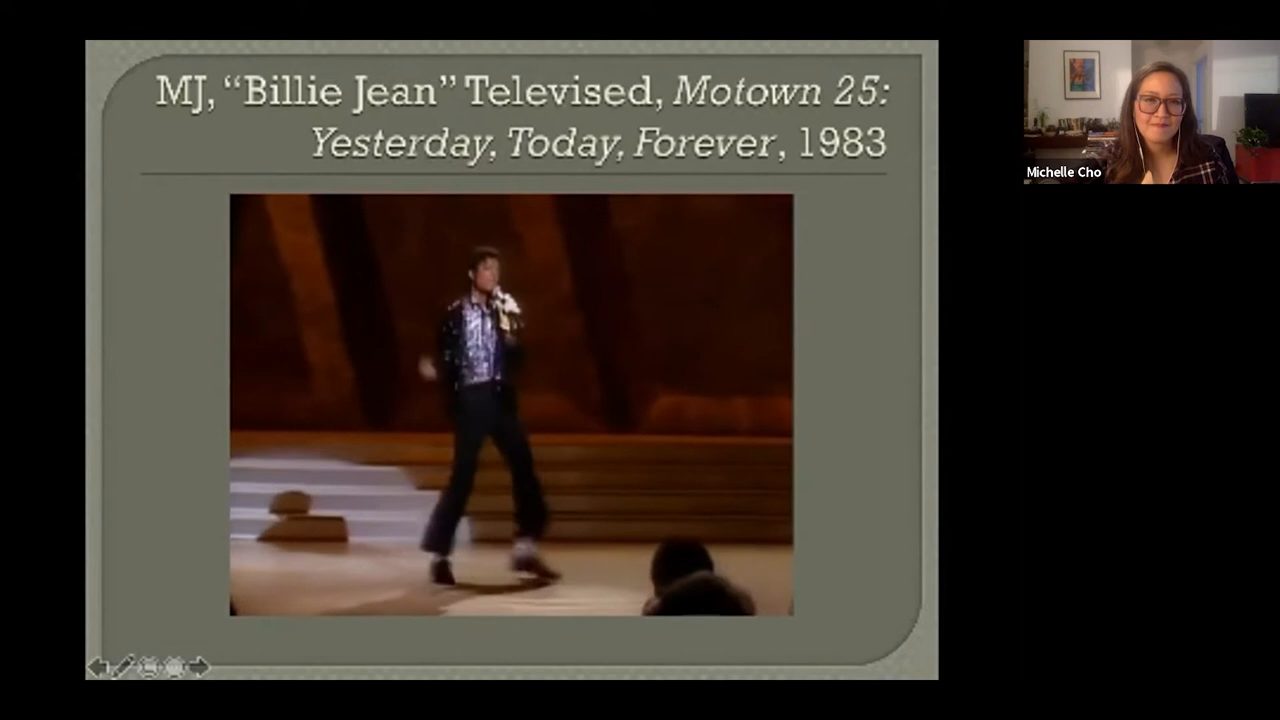 MJ, “Billie Jean” Televised, Motown 25:
Yesterday, Today, Forever, 1983
Michelle Cho